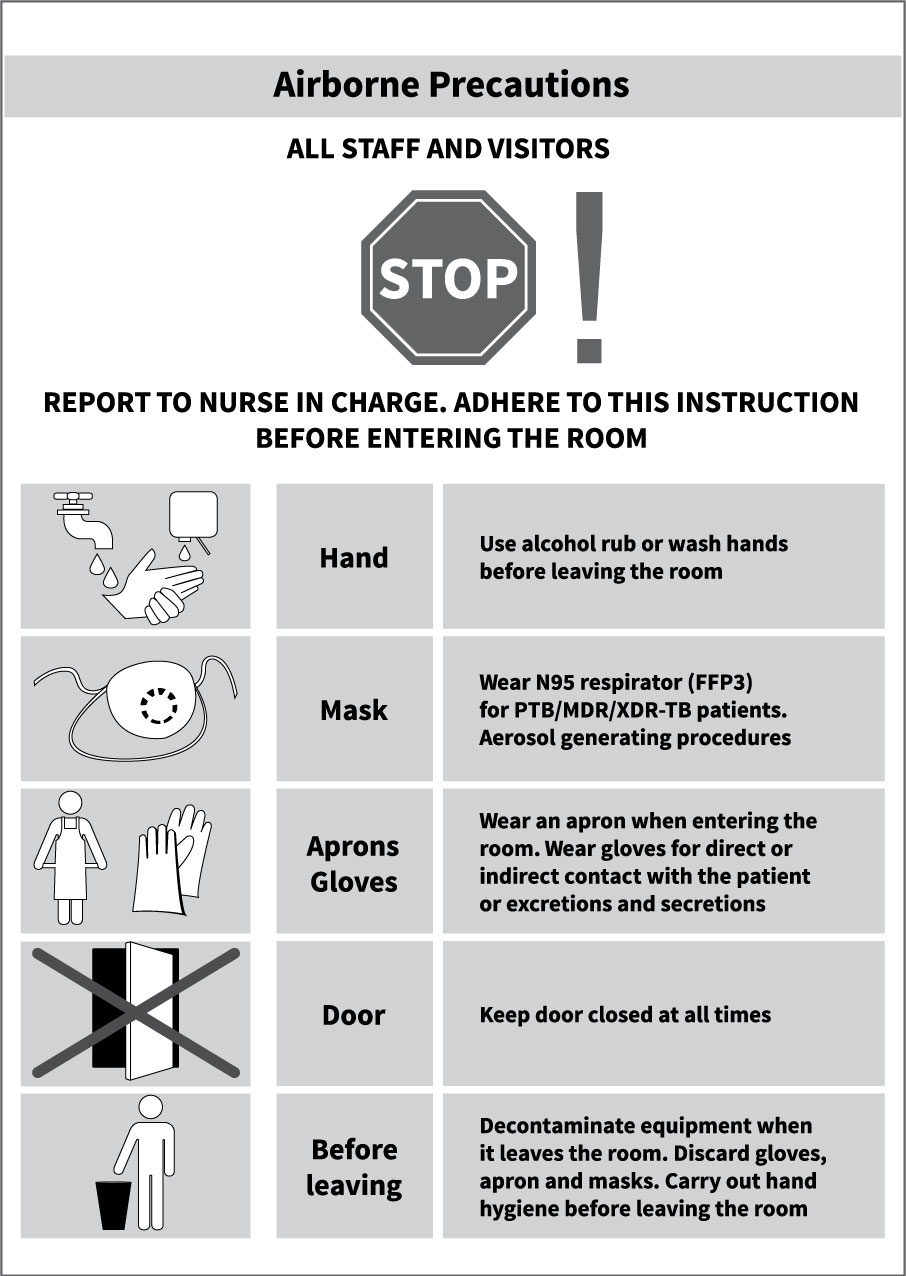 Airborne Precautions
ALL STAFF AND VISITORS
STOP
!
REPORT TO NURSE IN CHARGE. ADHERE TO THIS INSTRUCTION
BEFORE ENTERING THE ROOM
Hand
Use alcohol rub or wash hands
before leaving the room
Mask
Wear N95 respirator (FFP3)
for PTB/MDR/XDR-TB patients.
Aerosol generating procedures
Aprons
Gloves
Wear an apron when entering the
room. Wear gloves for direct or
indirect contact with the patient
or excretions and secretions
Door
Keep door closed at all times
Before
leaving
Decontaminate equipment when
it leaves the room. Discard gloves,
apron and masks. Carry out hand
hygiene before leaving the room